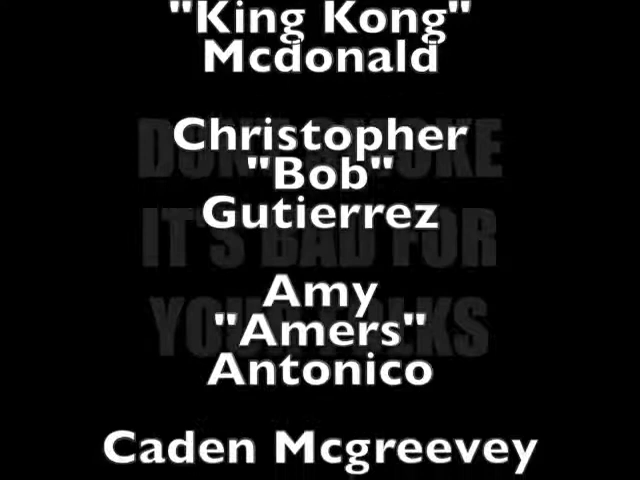 "King Kong"
Mcdonald
Christopher
"Bob"
Gutierrez
Amy
"Amers"
Antonico
Caden Mcgreevey
IT'S BAD FOR